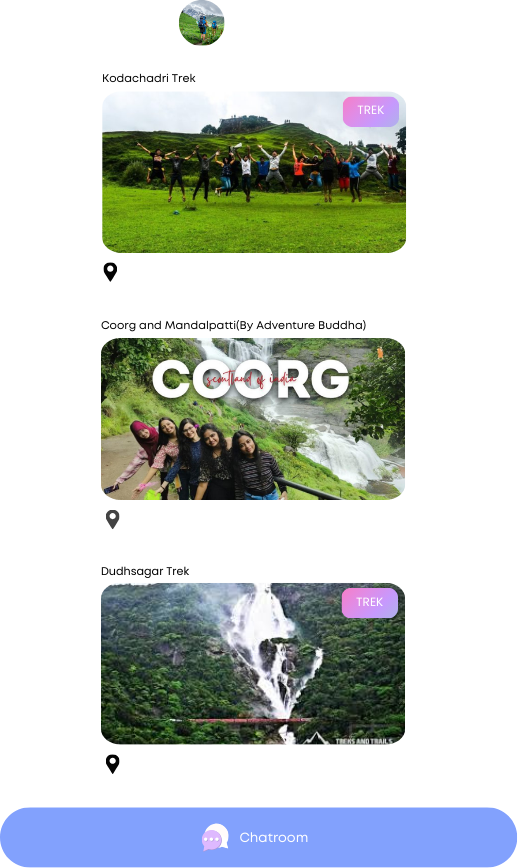 Kodachadri Trek
TREK
Coorg and Mandalpatti(By Adventure Buddha)
COORG
scotland of india
Dudhsagar Trek
TREK
TREKS AND TRAILS
Chatroom